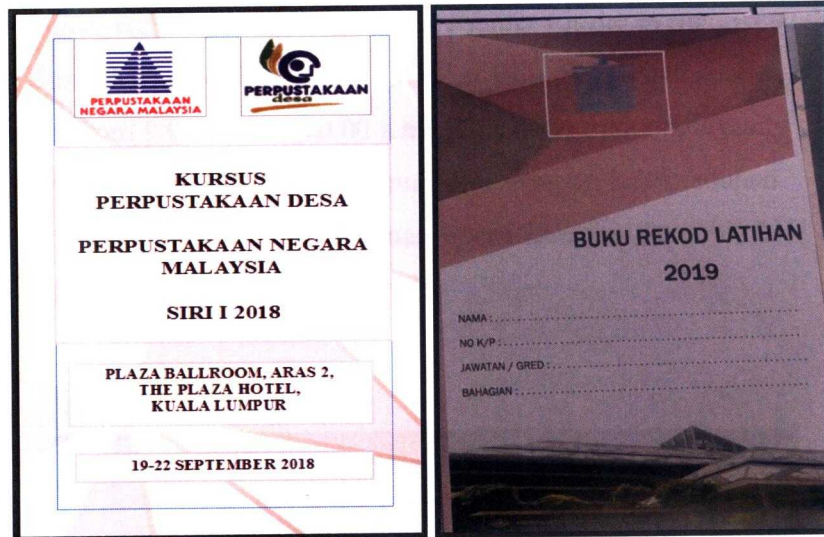 PERPUSTAKAAN
NEGARA MALAYSIA
PERPUSTAKAAN
desa
KURSUS
PERPUSTAKAAN DESA
PERPUSTAKAAN NEGARA
MALAYSIA
SIRI I 2018
PLAZA BALLROOM, ARAS 2,
THE PLAZA HOTEL,
KUALA LUMPUR
19-22 SEPTEMBER 2018
BUKU REKOD LATIHAN
2019
NAMA :
NO K/P :
JAWATAN / GRED :
BAHAGIAN :